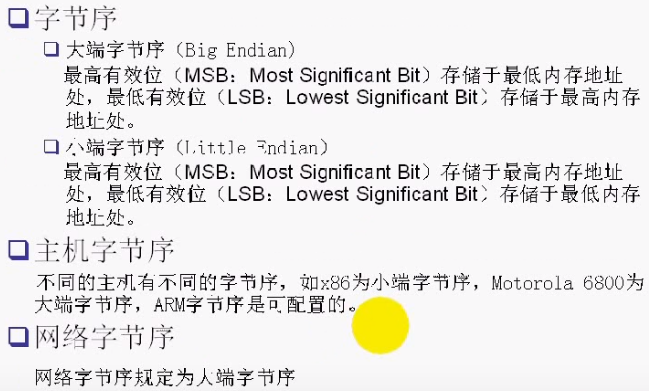 字节序
大端字节序（Big Endian）
最高有效位（MSB：Most Significant Bit）存储于最低内存地址
处，最低有效位（LSB：Lowest Significant Bit）存储于最高内存
地址处。
小端字节序（Little Endian）
最高有效位（MSB：Most Significant Bit）存储于最高内存地址
处，最低有效位（LSB：Lowest Significant Bit）存储于最低内存
地址处。
主机字节序
不同的主机有不同的字节序，如x86为小端字节序，Motorola 6800为
大端字节序，ARM字节序是可配置的。
网络字节序
网络字节序规定为大端字节序